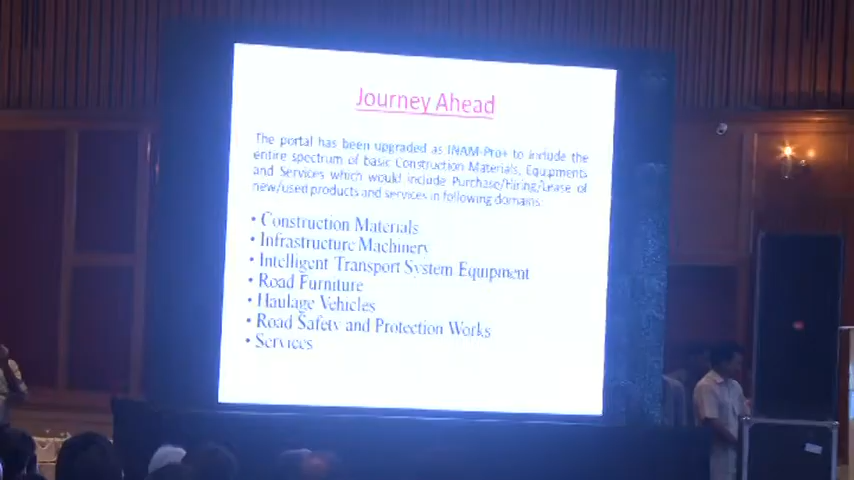 Journey Ahead
The portal has been upgraded as INAM-Pro+ to include the
entire spectrum of basic Construction Materials, Equipments
and Services which would include Purchase/Hiring/Lease of
new/used products and services in following domains:
• Construction Materials
• Infrastructure Machinery
• Intelligent Transport System Equipment
• Road Furniture
• Haulage Vehicles
• Road Safety and Protection Works
• Services